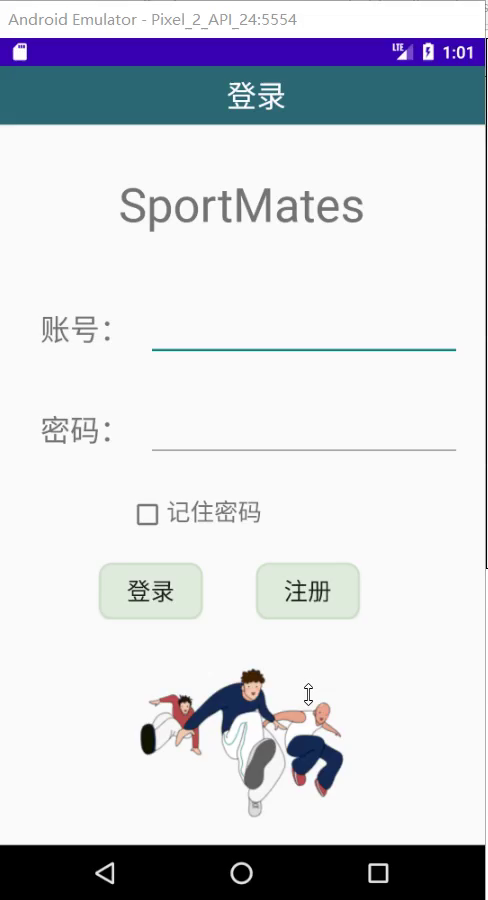 Android Emulator - Pixel_2_API_24:5554
LTE 1:01
登录
SportMates
账号：
密码：
记住密码
登录 注册